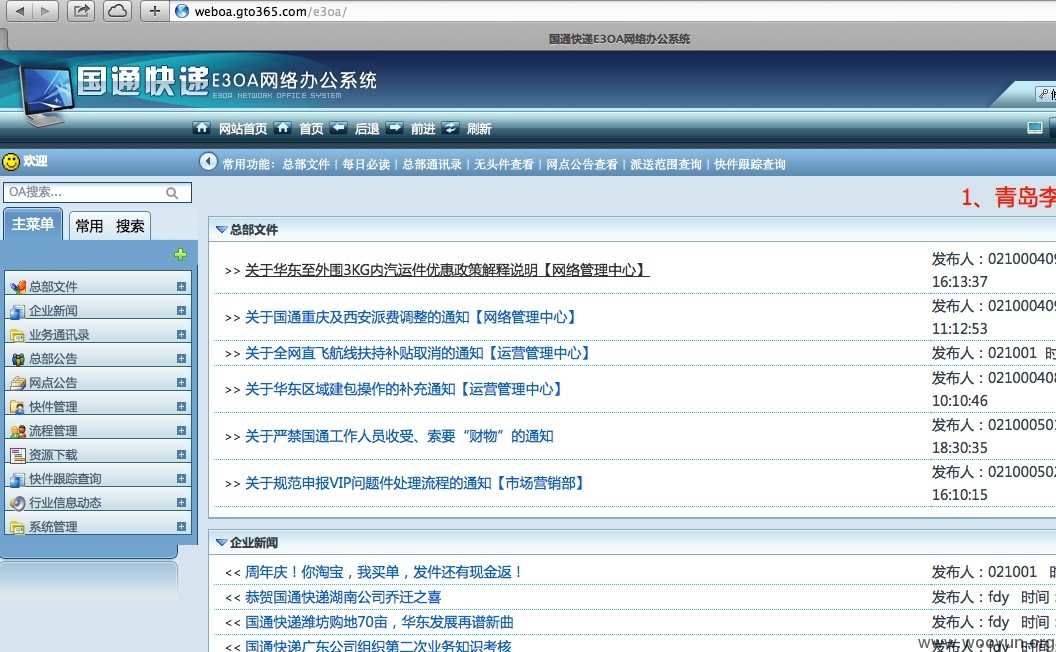 weboa.gto365.com/e3oa/
国通快递E3OA网络办公系统
国通快递E3OA网络办公系统
E3OA NETWORK OFFICE SYSTEM
网站首页 首页 后退 前进 刷新
欢迎
常用功能：总部文件 | 每日必读 | 总部通讯录 | 无头件查看 | 网点公告查看 | 派送范围查询 | 快件跟踪查询
OA搜索...
1、青岛李
主菜单 常用 搜索
总部文件
企业新闻
业务通讯录
总部公告
网点公告
快件管理
流程管理
资源下载
快件跟踪查询
行业信息动态
系统管理
总部文件
>> 关于华东至外围3KG内汽运件优惠政策解释说明【网络管理中心】 发布人：021000409
16:13:37
>> 关于国通重庆及西安派费调整的通知【网络管理中心】 发布人：021000409
11:12:53
>> 关于全网直飞航线扶持补贴取消的通知【运营管理中心】 发布人：021001 时
>> 关于华东区域建包操作的补充通知【运营管理中心】 发布人：021000408
10:10:46
>> 关于严禁国通工作人员收受、索要“财物”的通知 发布人：021000501
18:30:35
>> 关于规范申报VIP问题件处理流程的通知【市场营销部】 发布人：021000502
16:10:15
企业新闻
<< 周年庆！你淘宝，我买单，发件还有现金返！ 发布人：021001 时
<< 恭贺国通快递湖南公司乔迁之喜 发布人：fdy 时间：
<< 国通快递潍坊购地70亩，华东发展再谱新曲 发布人：fdy 时间：
<< 国通快递广东公司组织第二次业务知识考核 发布人：fdy 时间：
www.wooyun.org